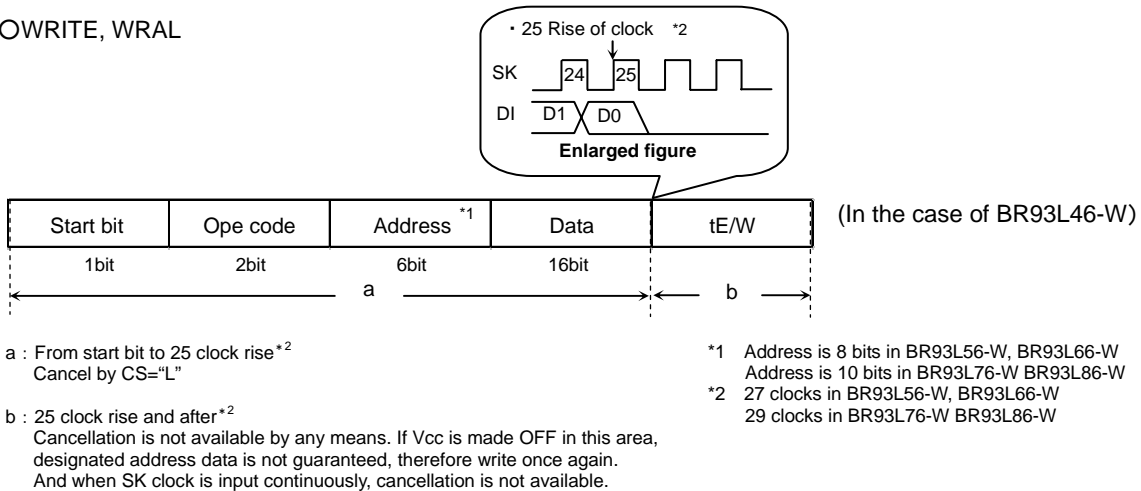 ○WRITE, WRAL
・25 Rise of clock *2
SK 24 25
DI D1 D0
Enlarged figure
Start bit Ope code Address *1 Data tE/W (In the case of BR93L46-W)
1bit 2bit 6bit 16bit
a b
a : From start bit to 25 clock rise*2
Cancel by CS=“L”
b : 25 clock rise and after*2
Cancellation is not available by any means. If Vcc is made OFF in this area,
designated address data is not guaranteed, therefore write once again.
And when SK clock is input continuously, cancellation is not available.
*1 Address is 8 bits in BR93L56-W, BR93L66-W
Address is 10 bits in BR93L76-W BR93L86-W
*2 27 clocks in BR93L56-W, BR93L66-W
29 clocks in BR93L76-W BR93L86-W